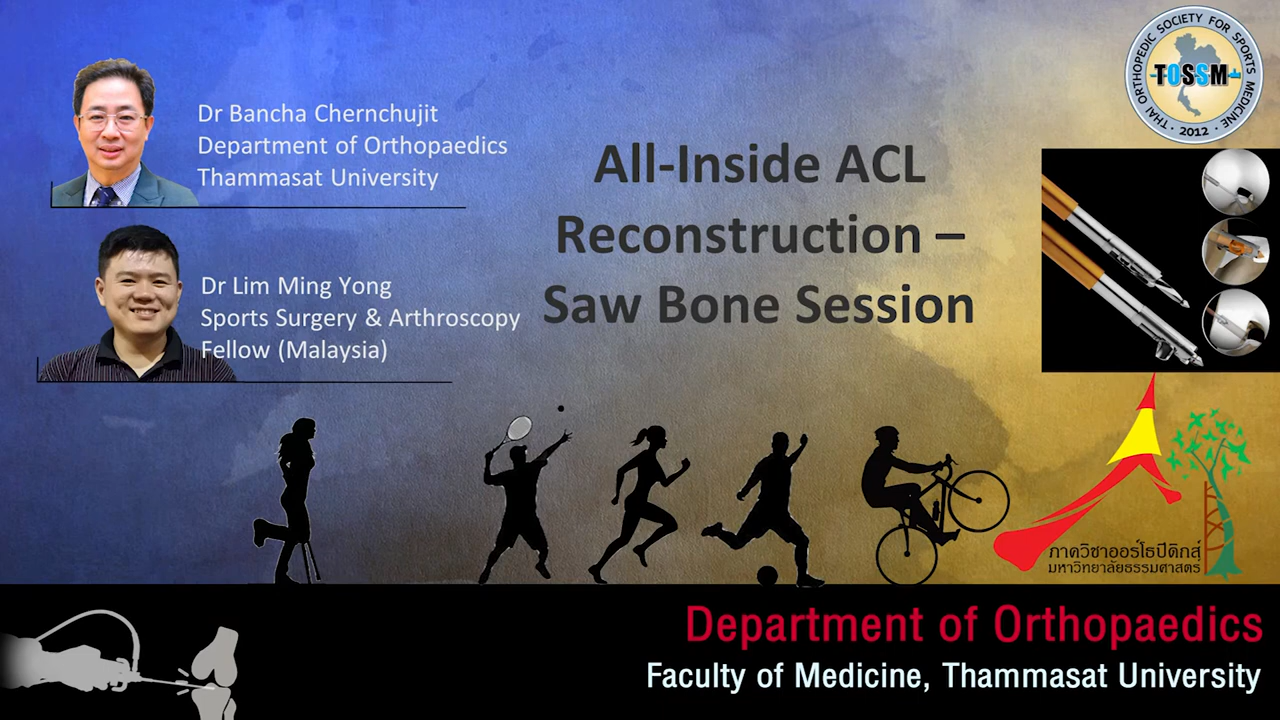 Dr Bancha Chernchujit
Department of Orthopaedics
Thammasat University
Dr Lim Ming Yong
Sports Surgery & Arthroscopy
Fellow (Malaysia)
All-Inside ACL
Reconstruction –
Saw Bone Session
THAI ORTHOPEDIC SOCIETY FOR SPORTS MEDICINE
TOSSM
· 2012 ·
ภาควิชาออร์โธปิดิกส์
มหาวิทยาลัยธรรมศาสตร์
Department of Orthopaedics
Faculty of Medicine, Thammasat University